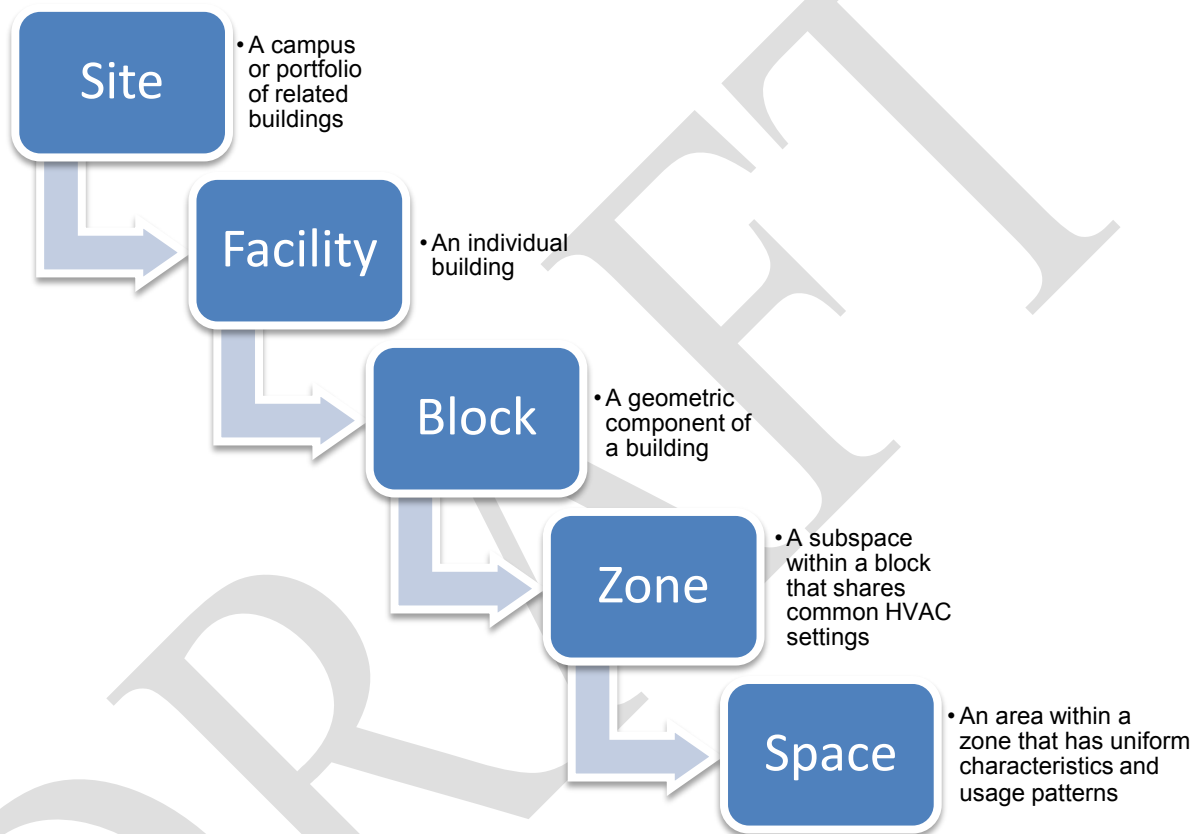 Site
• A campus
or portfolio
of related
buildings
Facility
• An individual
building
Block
• A geometric
component of
a building
Zone
• A subspace
within a block
that shares
common HVAC
settings
Space
• An area within a
zone that has uniform
characteristics and
usage patterns
DRAFT